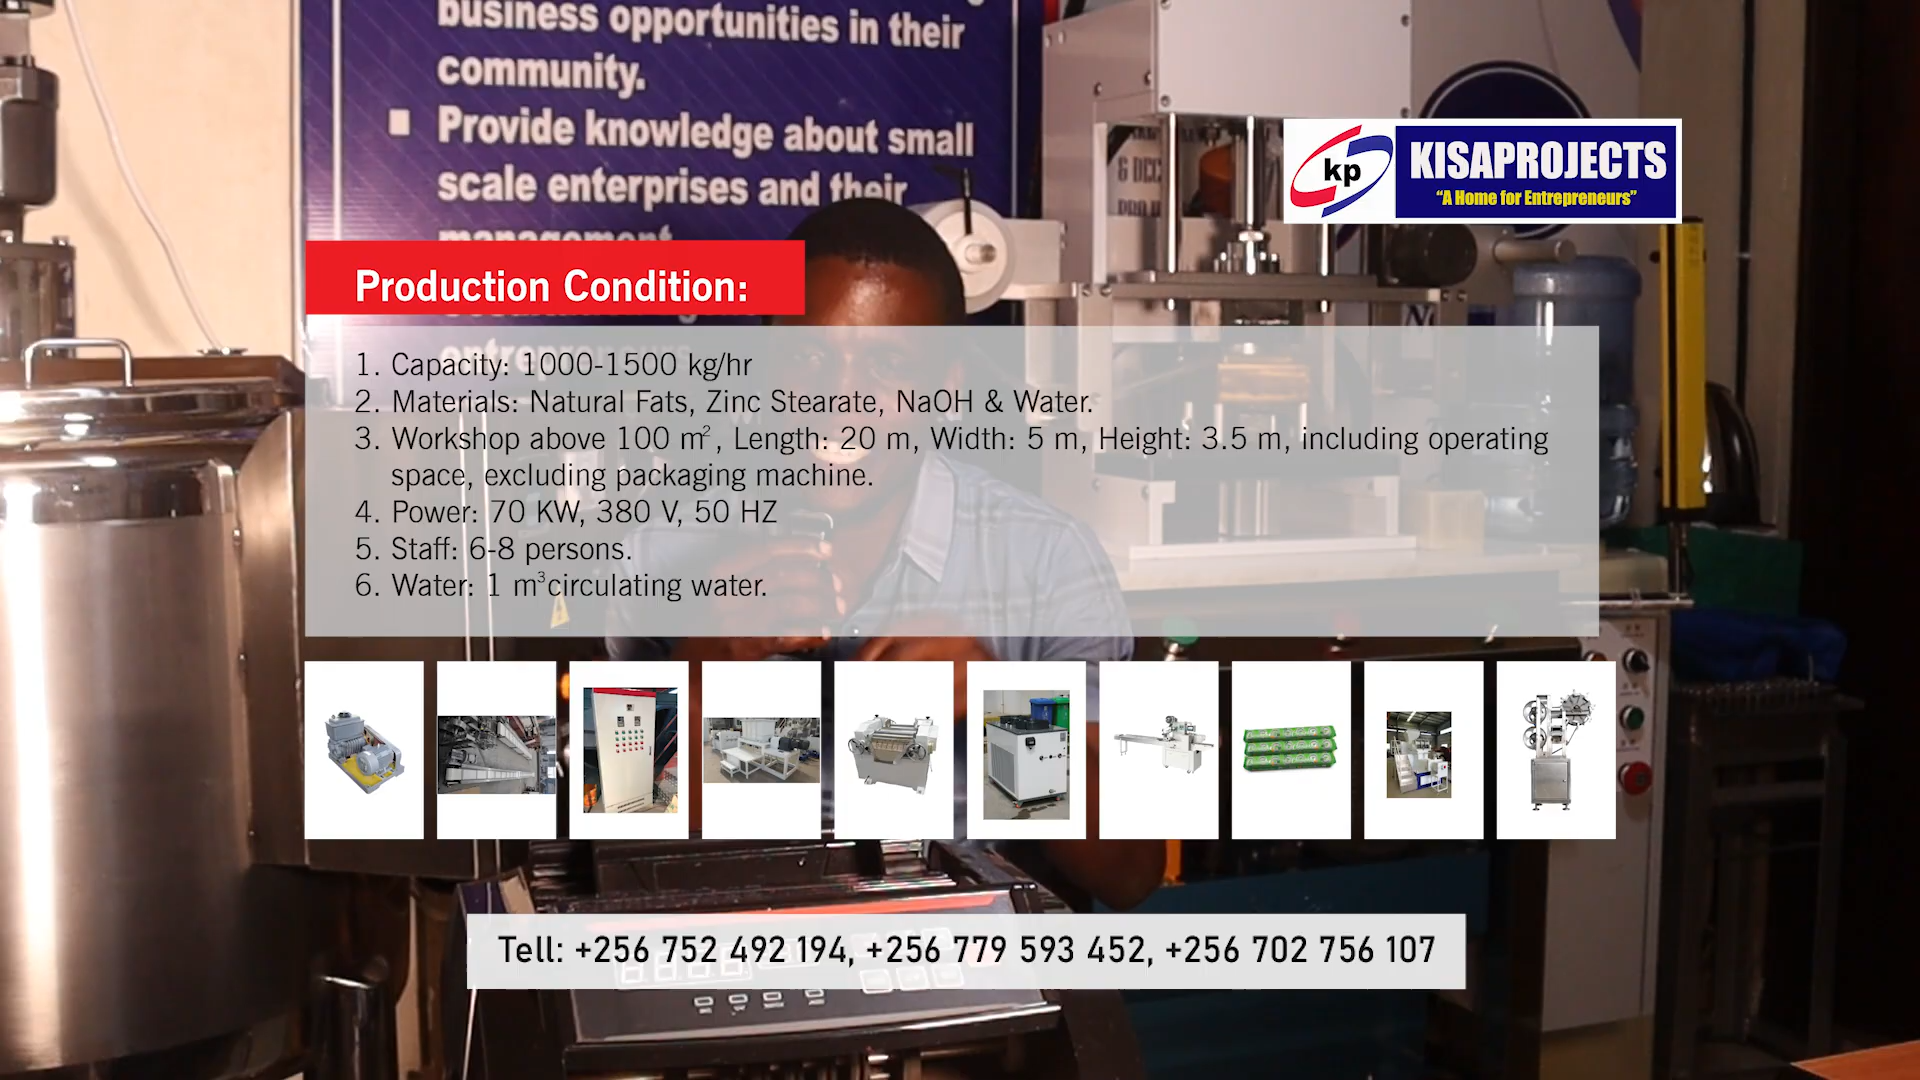 business opportunities in their
community.
Provide knowledge about small
scale enterprises and their
management
kp
KISAPROJECTS
“A Home for Entrepreneurs”
Production Condition:
1. Capacity: 1000-1500 kg/hr
2. Materials: Natural Fats, Zinc Stearate, NaOH & Water.
3. Workshop above 100 m², Length: 20 m, Width: 5 m, Height: 3.5 m, including operating
space, excluding packaging machine.
4. Power: 70 KW, 380 V, 50 HZ
5. Staff: 6-8 persons.
6. Water: 1 m³circulating water.
Tell: +256 752 492 194, +256 779 593 452, +256 702 756 107